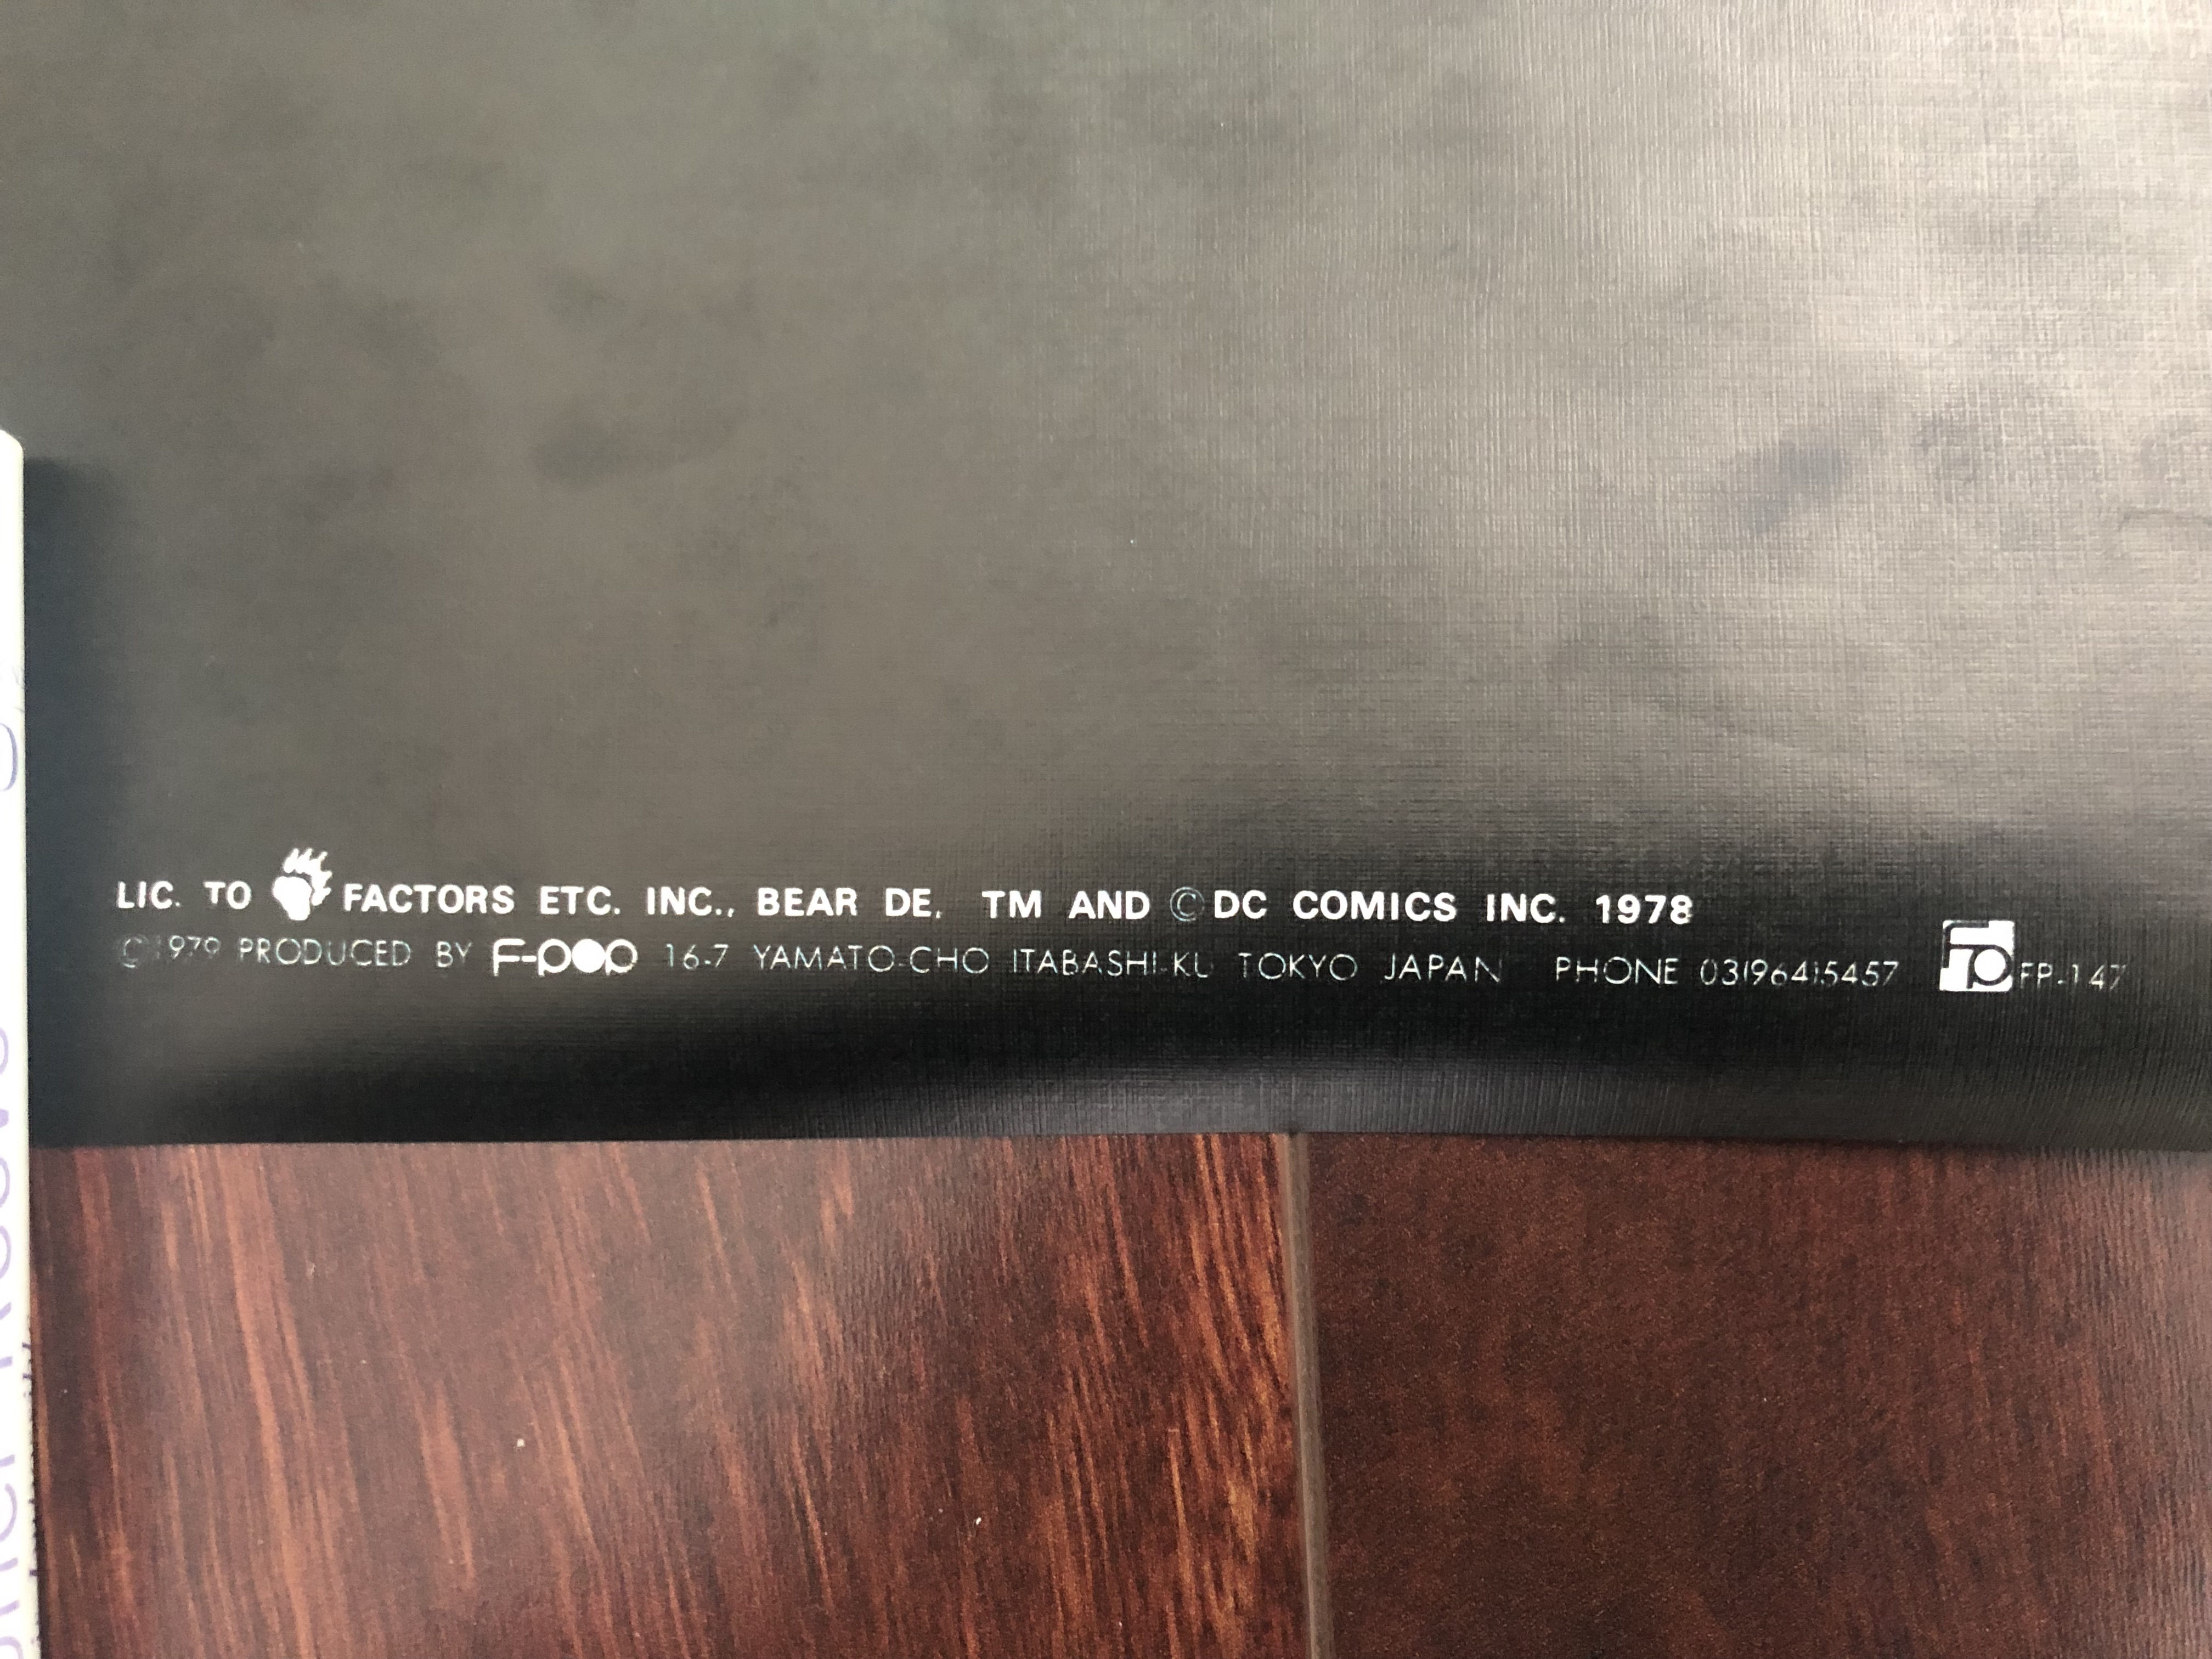 LIC. TO FACTORS ETC. INC., BEAR DE. TM AND © DC COMICS INC. 1978
© 1979 PRODUCED BY F-POP 16-7 YAMATO-CHO ITABASHI-KU TOKYO JAPAN PHONE 03(964)5457 FP-147